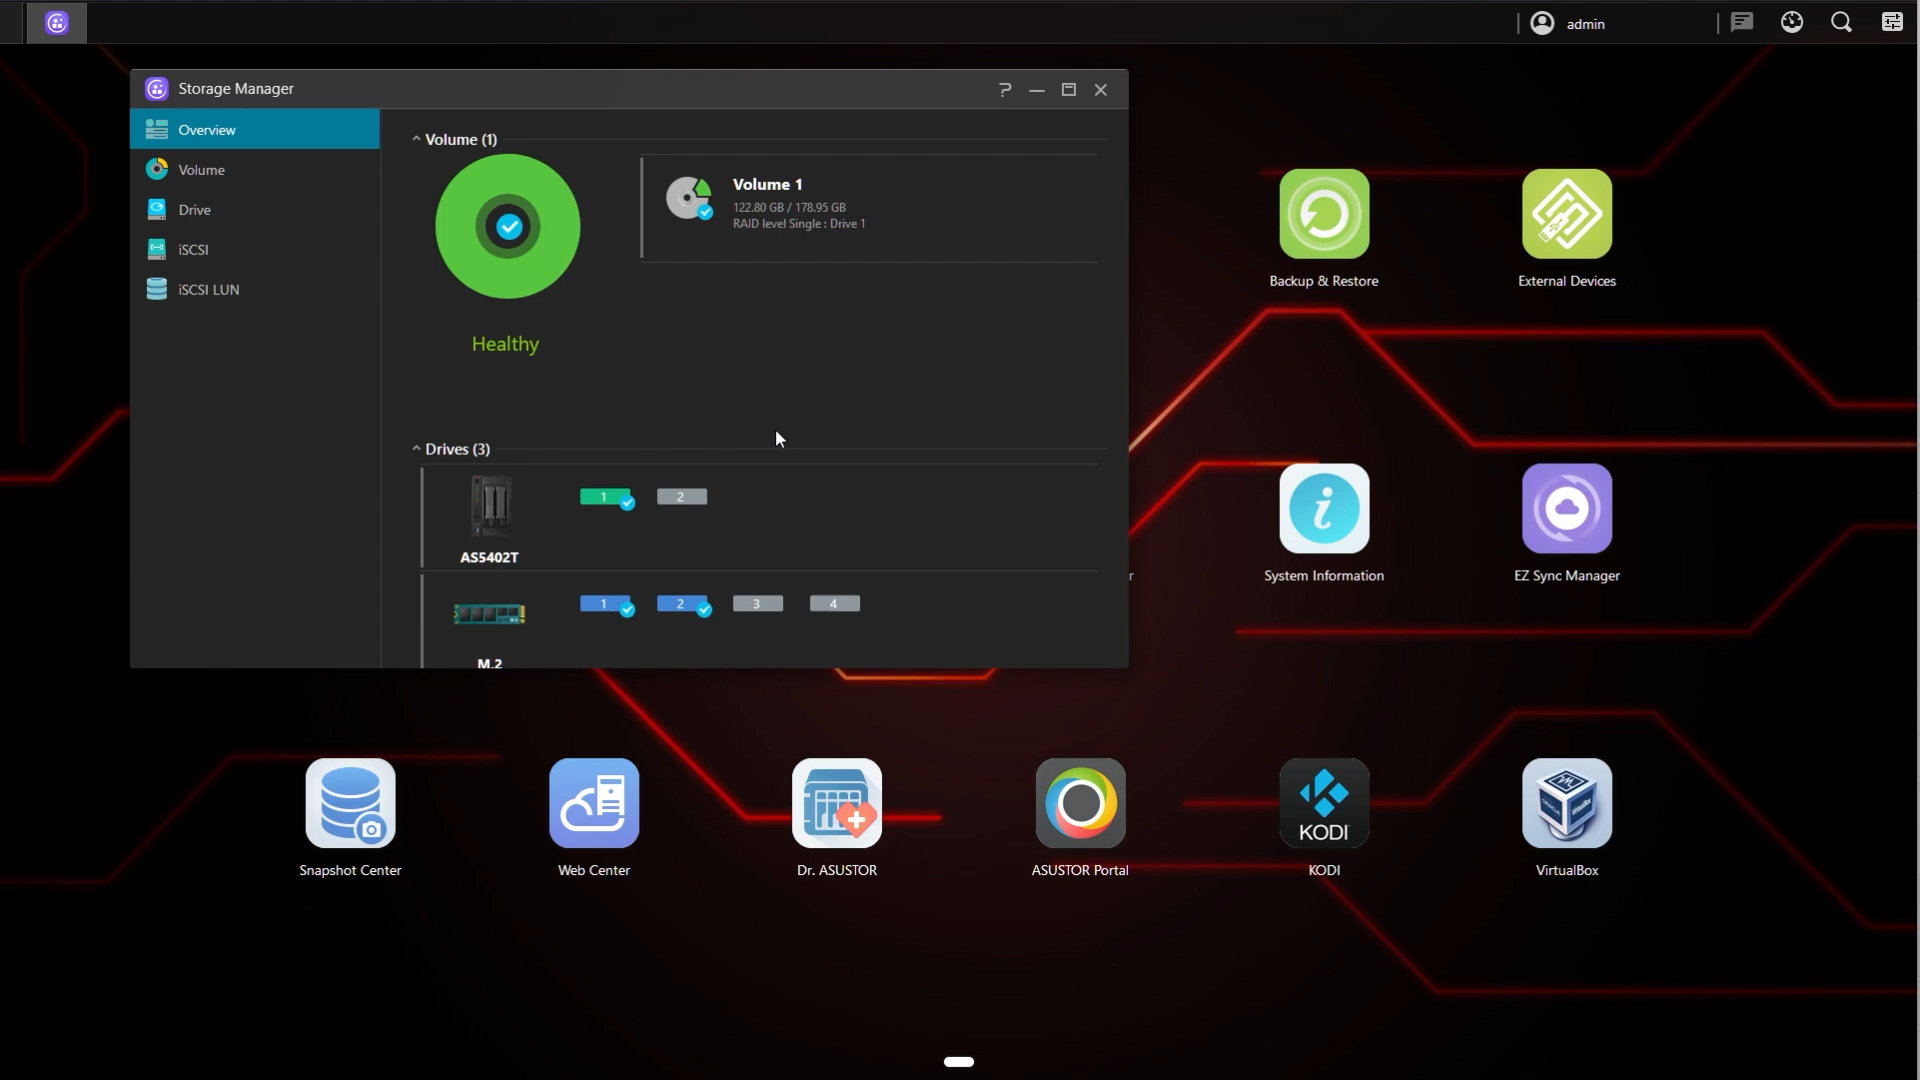 admin
Storage Manager
Overview
Volume
Drive
iSCSI
iSCSI LUN
Volume (1)
Volume 1
122.80 GB / 178.95 GB
RAID level Single : Drive 1
Healthy
Drives (3)
1 2
AS5402T
1 2 3 4
M.2
Backup & Restore
External Devices
r
System Information
EZ Sync Manager
Snapshot Center
Web Center
Dr. ASUSTOR
ASUSTOR Portal
KODI
KODI
VirtualBox